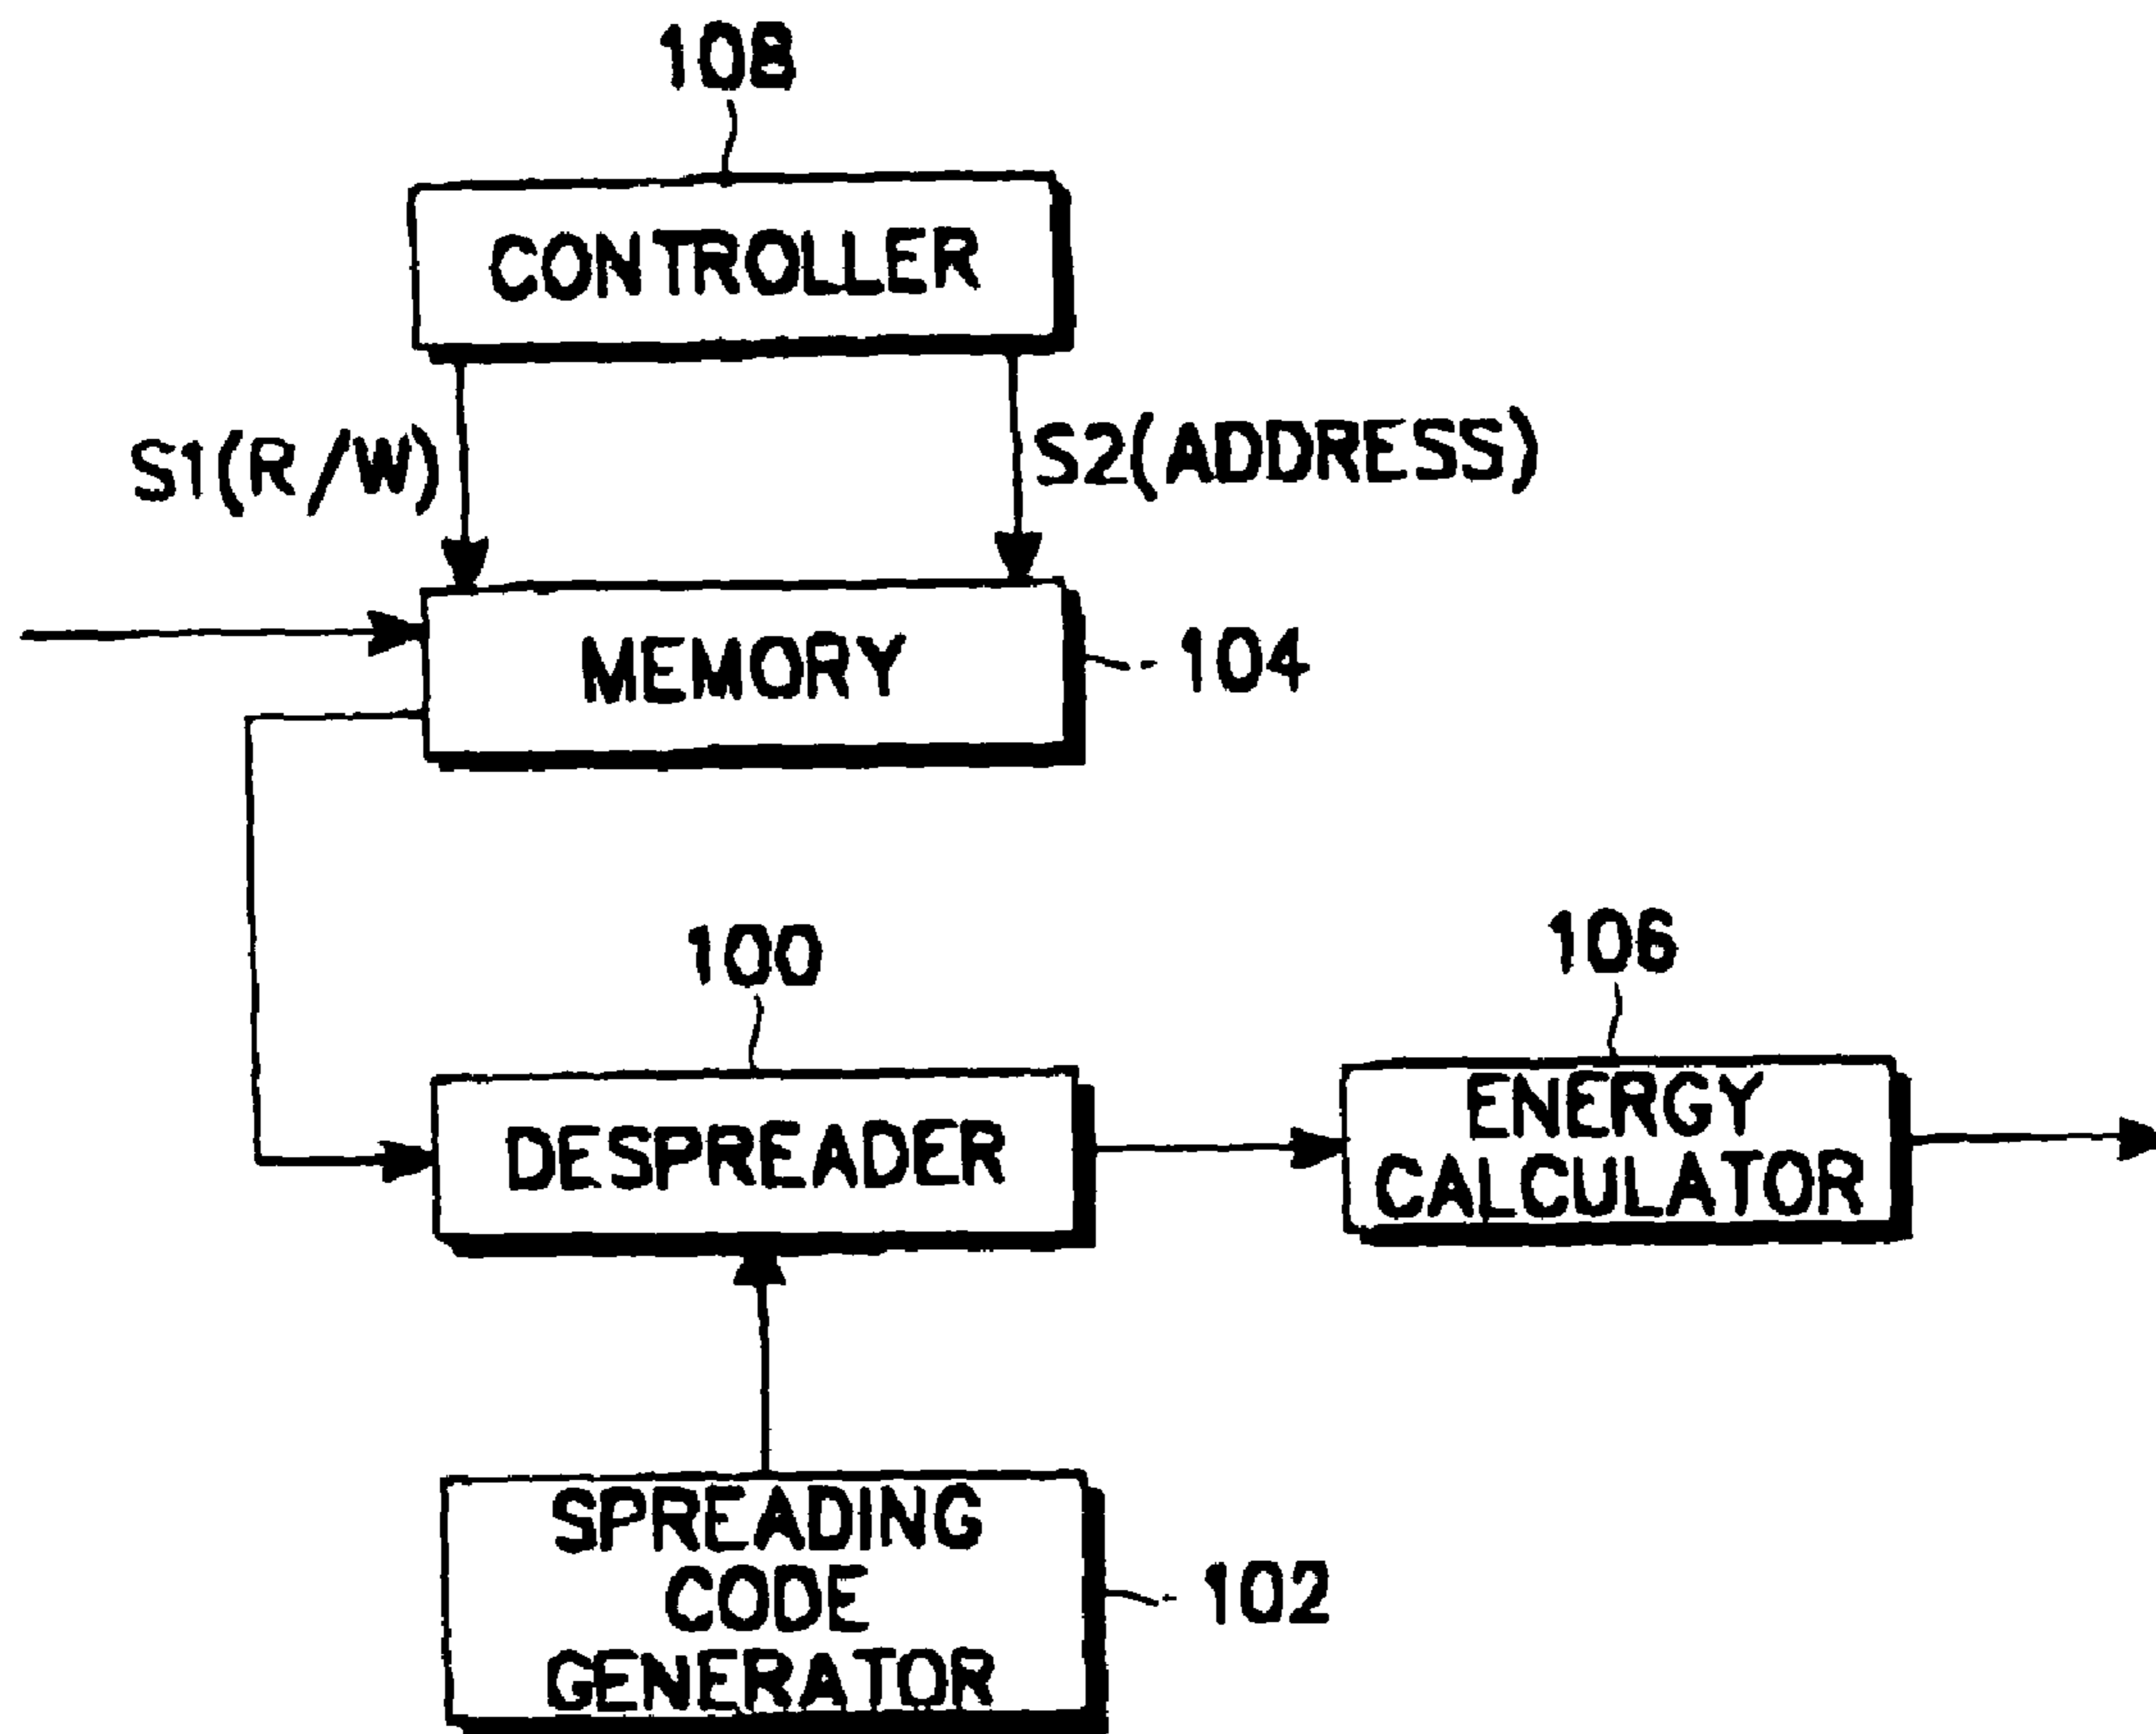 108
CONTROLLER
S1(R/W)
S2(ADDRESS)
MEMORY
104
100
106
DESPREADER
ENERGY
CALCULATOR
SPREADING
CODE
GENERATOR
102